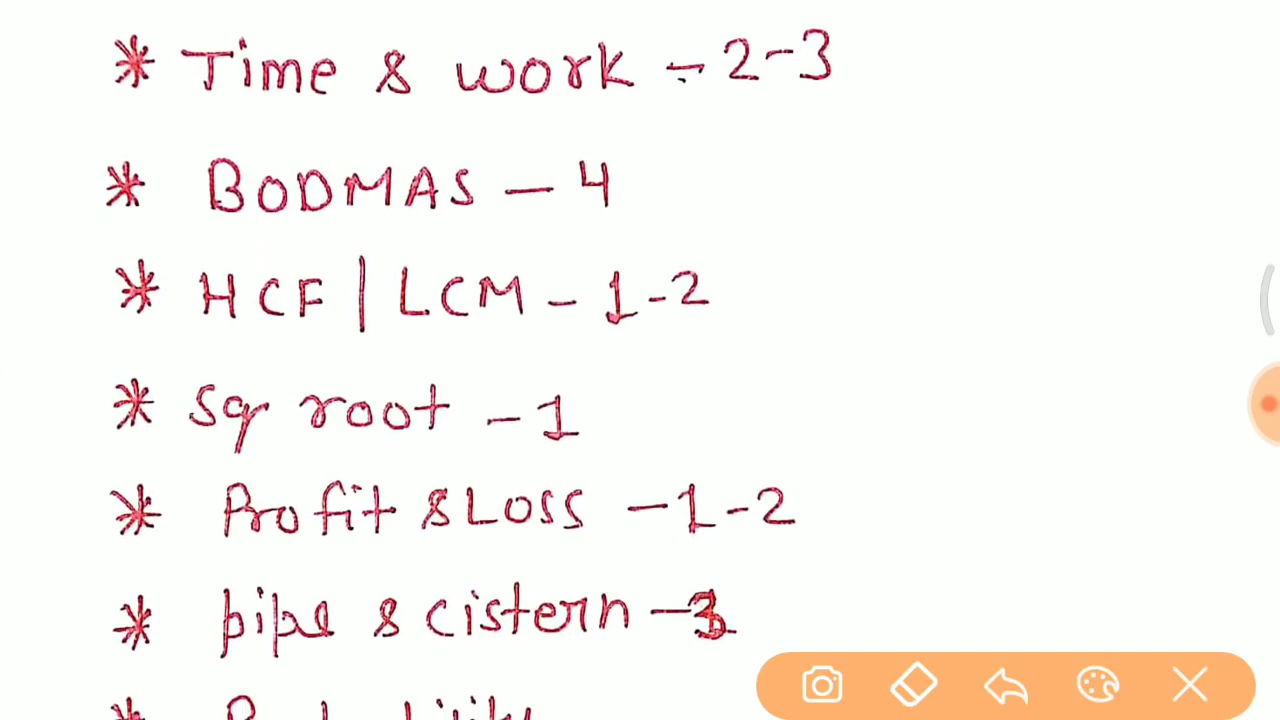 * Time & work ÷ 2-3
* BODMAS - 4
* HCF | LCM - 1-2
* Sq root - 1
* Profit & Loss - 1-2
* pipe & cistern -